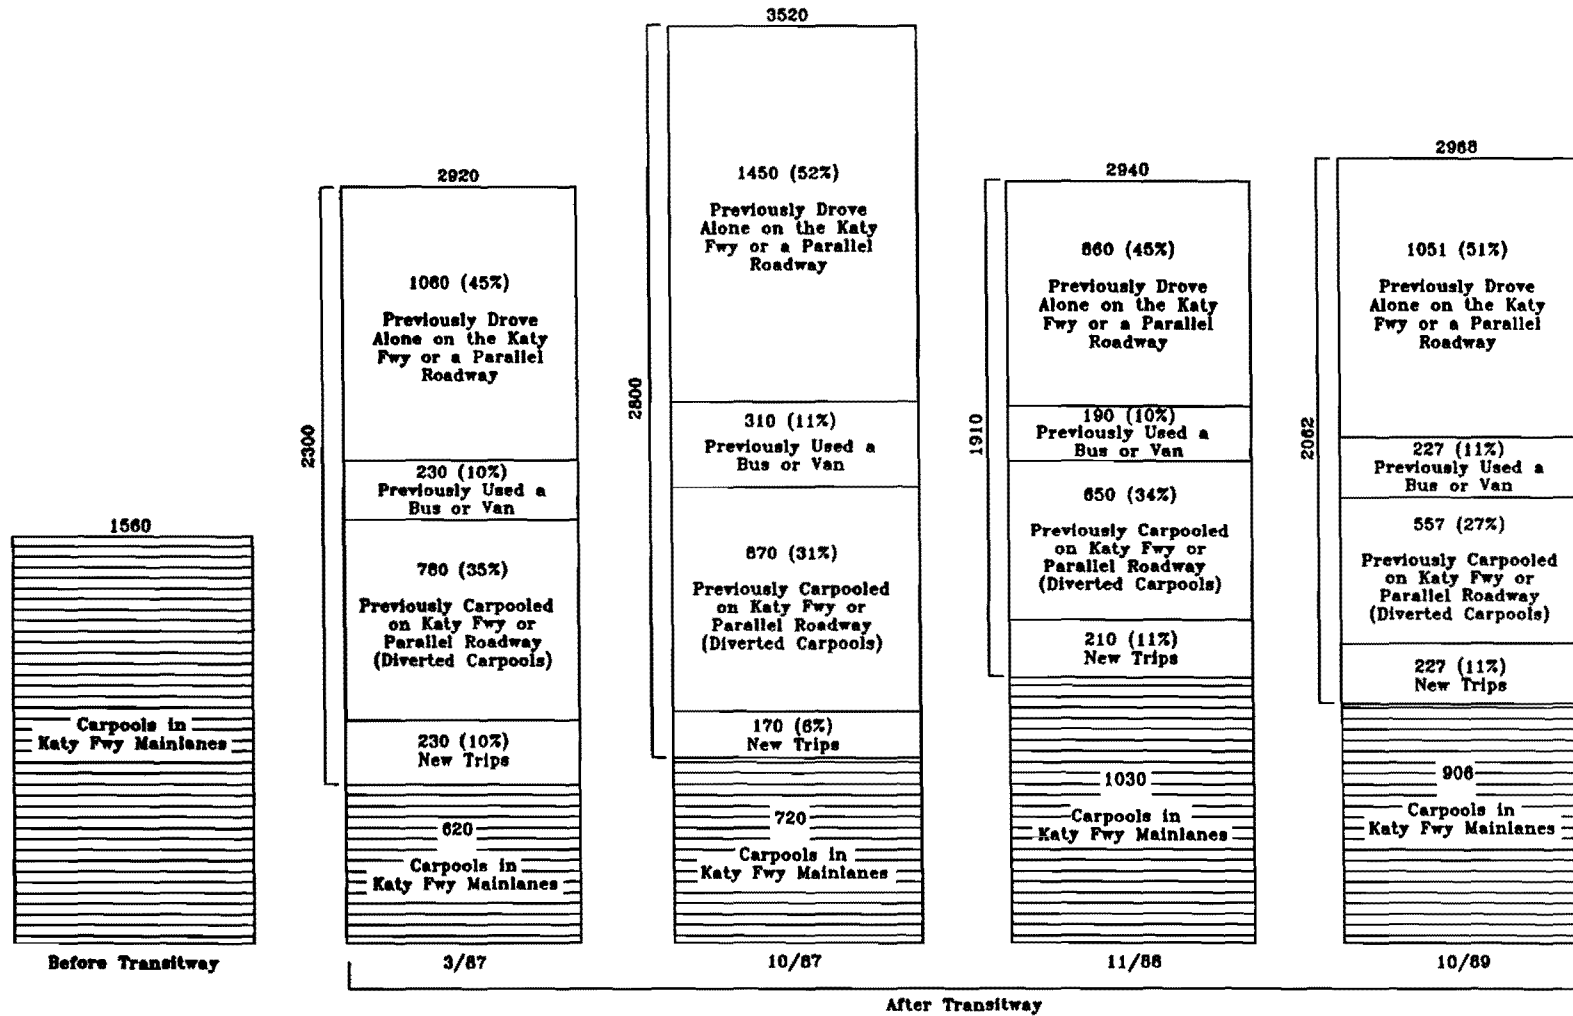 1560
Carpools in
Katy Fwy Mainlanes
Before Transitway
2920
2300
1060 (45%)
Previously Drove
Alone on the Katy
Fwy or a Parallel
Roadway
230 (10%)
Previously Used a
Bus or Van
780 (35%)
Previously Carpooled
on Katy Fwy or
Parallel Roadway
(Diverted Carpools)
230 (10%)
New Trips
620
Carpools in
Katy Fwy Mainlanes
3/87
3520
2800
1450 (52%)
Previously Drove
Alone on the Katy
Fwy or a Parallel
Roadway
310 (11%)
Previously Used a
Bus or Van
870 (31%)
Previously Carpooled
on Katy Fwy or
Parallel Roadway
(Diverted Carpools)
170 (6%)
New Trips
720
Carpools in
Katy Fwy Mainlanes
10/87
2940
1910
860 (45%)
Previously Drove
Alone on the Katy
Fwy or a Parallel
Roadway
190 (10%)
Previously Used a
Bus or Van
650 (34%)
Previously Carpooled
on Katy Fwy or
Parallel Roadway
(Diverted Carpools)
210 (11%)
New Trips
1030
Carpools in
Katy Fwy Mainlanes
11/88
2968
2062
1051 (51%)
Previously Drove
Alone on the Katy
Fwy or a Parallel
Roadway
227 (11%)
Previously Used a
Bus or Van
557 (27%)
Previously Carpooled
on Katy Fwy or
Parallel Roadway
(Diverted Carpools)
227 (11%)
New Trips
906
Carpools in
Katy Fwy Mainlanes
10/89
After Transitway